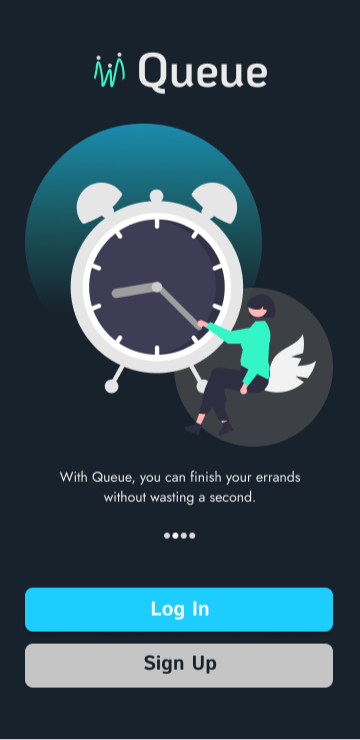 Queue
With Queue, you can finish your errands
without wasting a second.
Log In
Sign Up